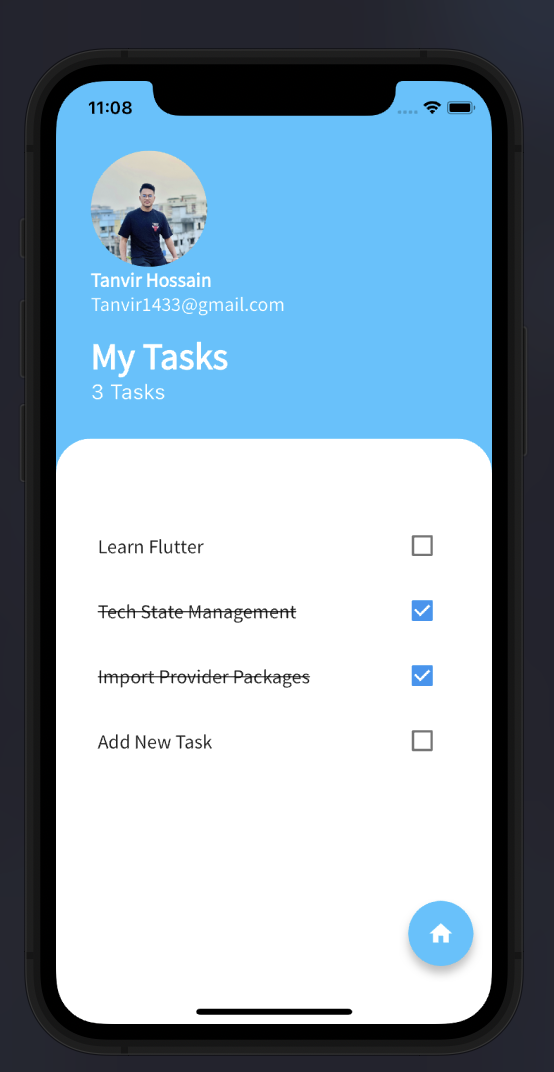 11:08
Tanvir Hossain
Tanvir1433@gmail.com
My Tasks
3 Tasks
Learn Flutter
Tech State Management
Import Provider Packages
Add New Task